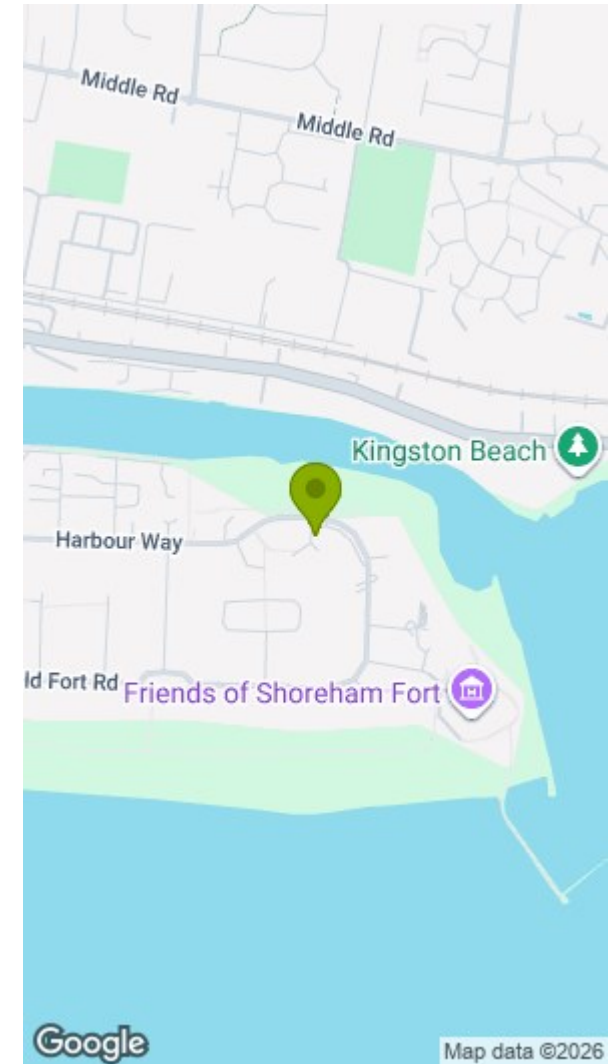 Middle Rd
Middle Rd
Kingston Beach
Harbour Way
ld Fort Rd
Friends of Shoreham Fort
Google
Map data ©2026